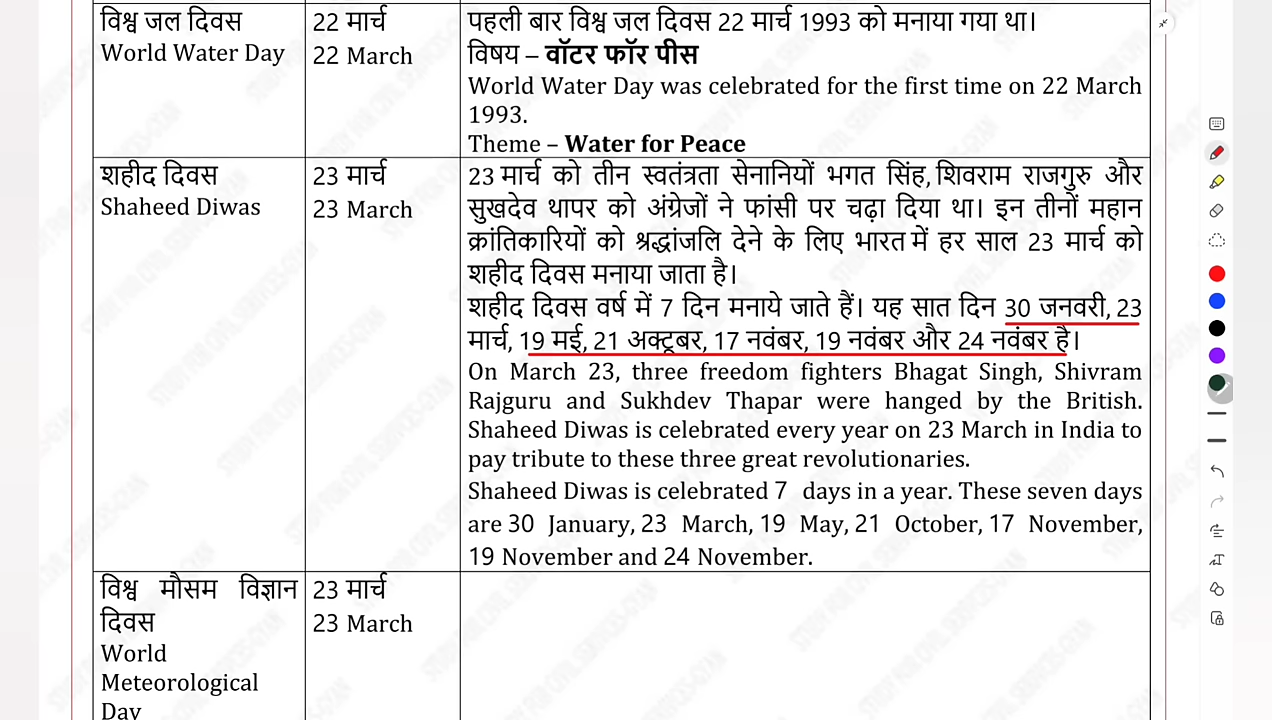 विश्व जल दिवस
World Water Day
22 मार्च
22 March
पहली बार विश्व जल दिवस 22 मार्च 1993 को मनाया गया था।
विषय – वॉटर फॉर पीस
World Water Day was celebrated for the first time on 22 March
1993.
Theme – Water for Peace
शहीद दिवस
Shaheed Diwas
23 मार्च
23 March
23 मार्च को तीन स्वतंत्रता सेनानियों भगत सिंह, शिवराम राजगुरु और
सुखदेव थापर को अंग्रेजों ने फांसी पर चढ़ा दिया था। इन तीनों महान
क्रांतिकारियों को श्रद्धांजलि देने के लिए भारत में हर साल 23 मार्च को
शहीद दिवस मनाया जाता है।
शहीद दिवस वर्ष में 7 दिन मनाये जाते हैं। यह सात दिन 30 जनवरी, 23
मार्च, 19 मई, 21 अक्टूबर, 17 नवंबर, 19 नवंबर और 24 नवंबर है।
On March 23, three freedom fighters Bhagat Singh, Shivram
Rajguru and Sukhdev Thapar were hanged by the British.
Shaheed Diwas is celebrated every year on 23 March in India to
pay tribute to these three great revolutionaries.
Shaheed Diwas is celebrated 7 days in a year. These seven days
are 30 January, 23 March, 19 May, 21 October, 17 November,
19 November and 24 November.
विश्व मौसम विज्ञान
दिवस
World
Meteorological
Day
23 मार्च
23 March